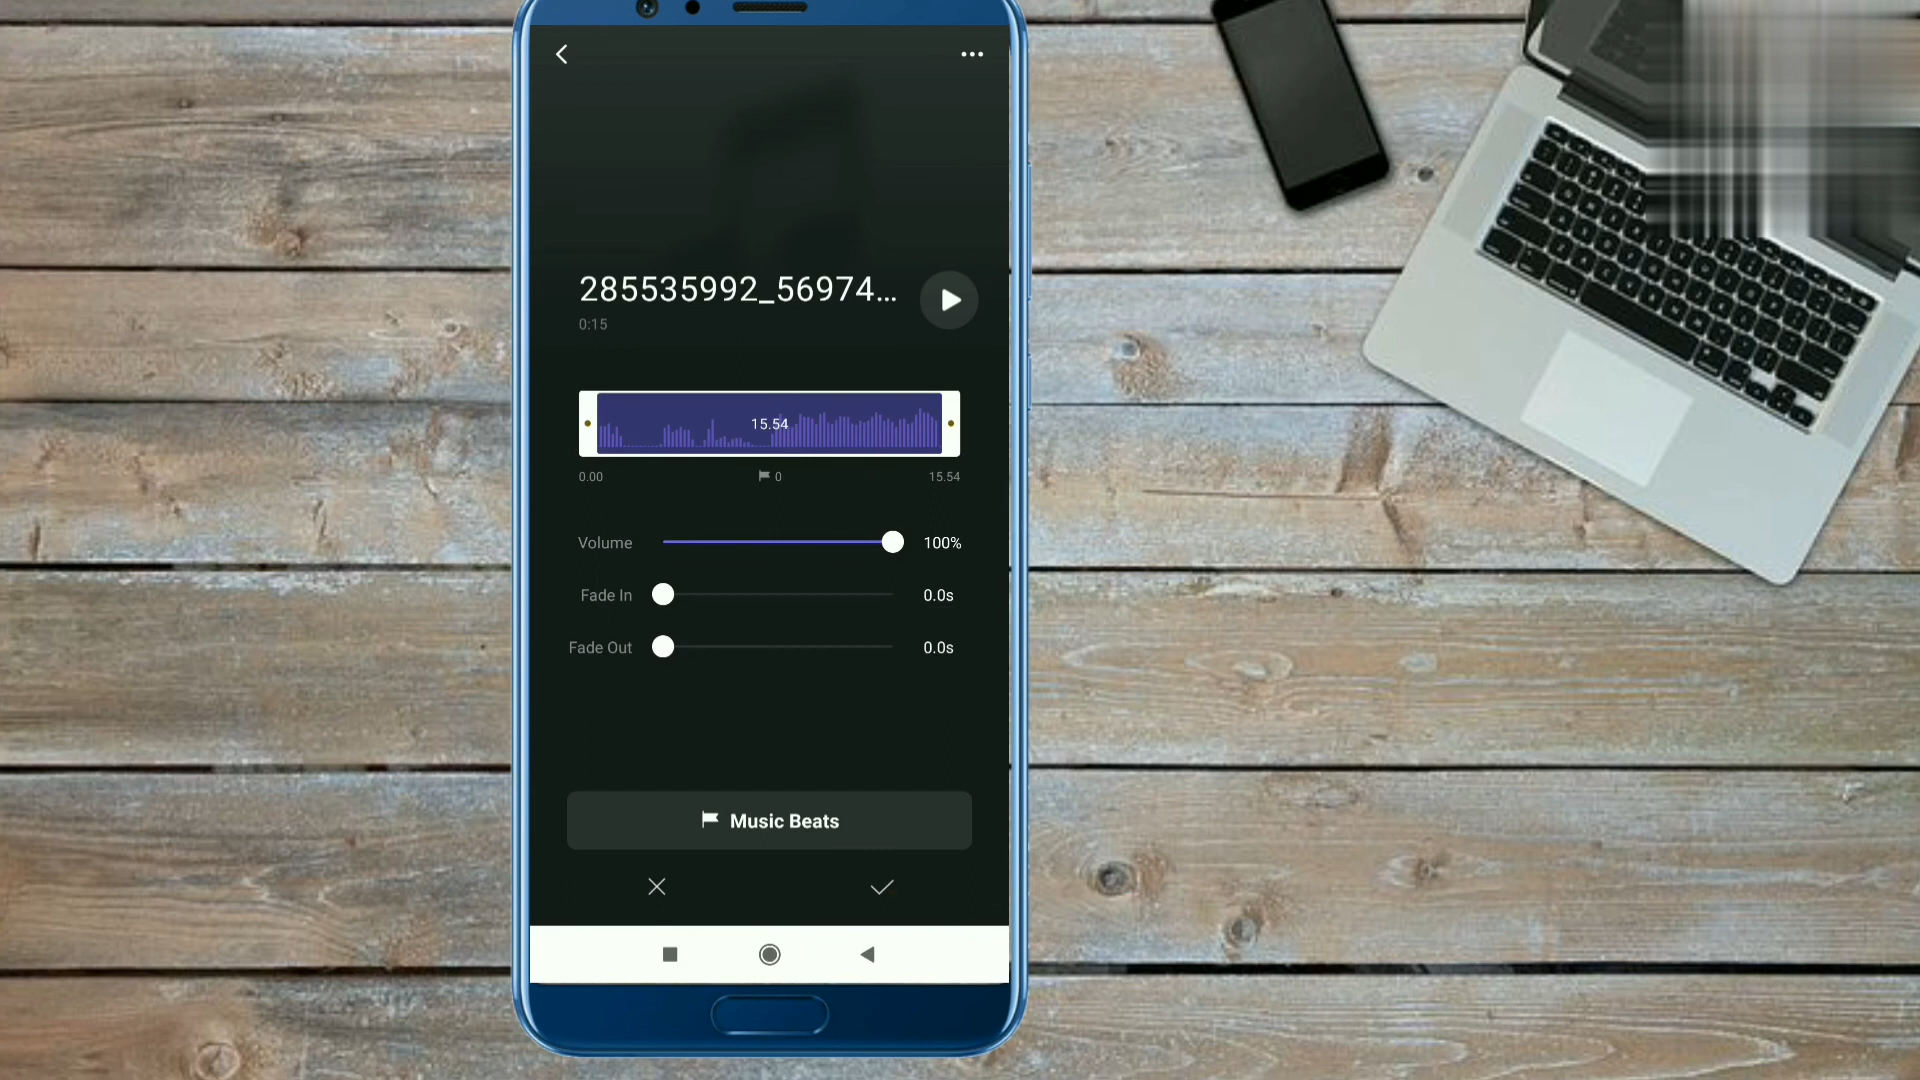 285535992_56974...
0:15
15.54
0.00
0
15.54
Volume
100%
Fade In
0.0s
Fade Out
0.0s
Music Beats